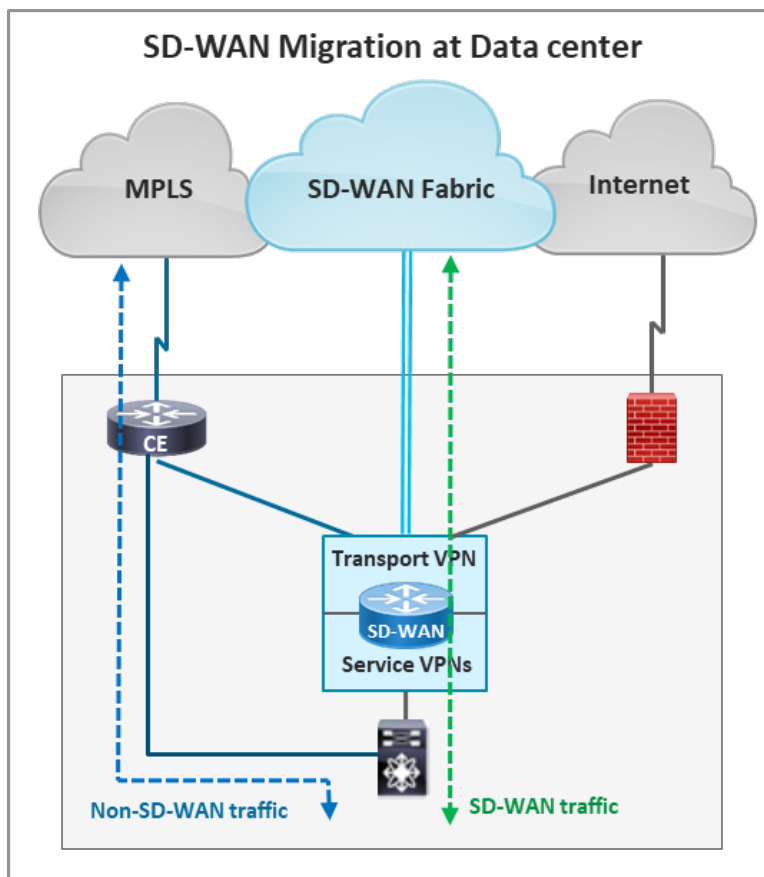 SD-WAN Migration at Data center
MPLS
SD-WAN Fabric
Internet
CE
Transport VPN
SD-WAN
Service VPNs
Non-SD-WAN traffic
SD-WAN traffic